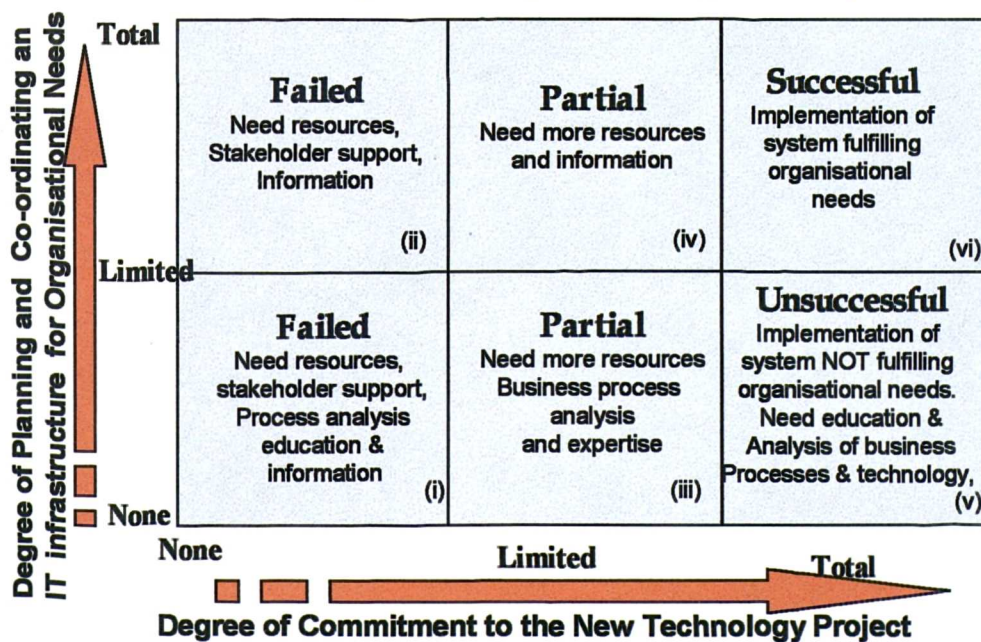 Degree of Planning and Co-ordinating an
IT infrastructure for Organisational Needs
Total
Limited
None
Failed
Need resources,
Stakeholder support,
Information
(ii)
Partial
Need more resources
and information
(iv)
Successful
Implementation of
system fulfilling
organisational
needs
(vi)
Failed
Need resources,
stakeholder support,
Process analysis
education &
information
(i)
Partial
Need more resources
Business process
analysis
and expertise
(iii)
Unsuccessful
Implementation of
system NOT fulfilling
organisational needs.
Need education &
Analysis of business
Processes & technology,
(v)
None
Limited
Total
Degree of Commitment to the New Technology Project